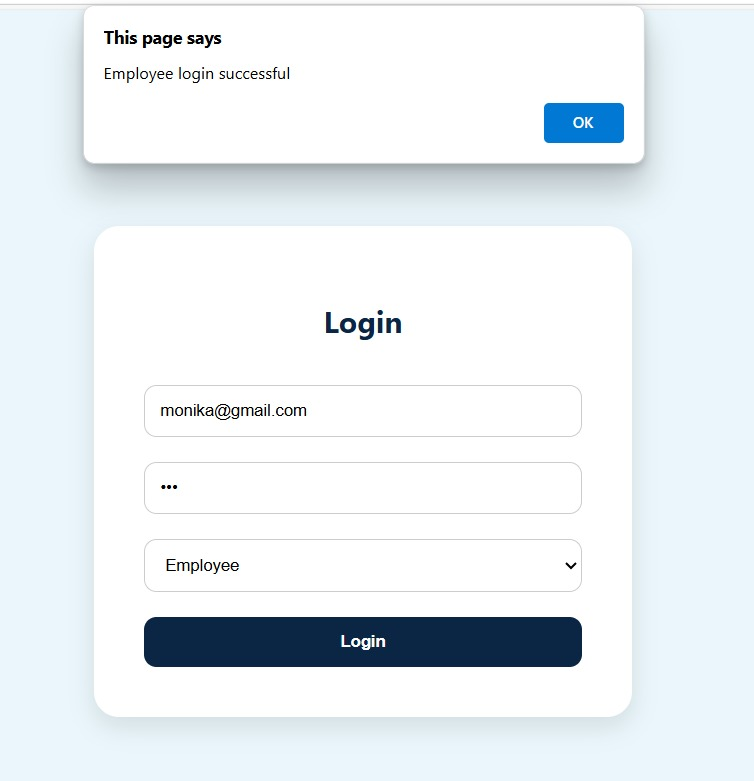 This page says
Employee login successful
OK
Login
monika@gmail.com
•••
Employee
Login